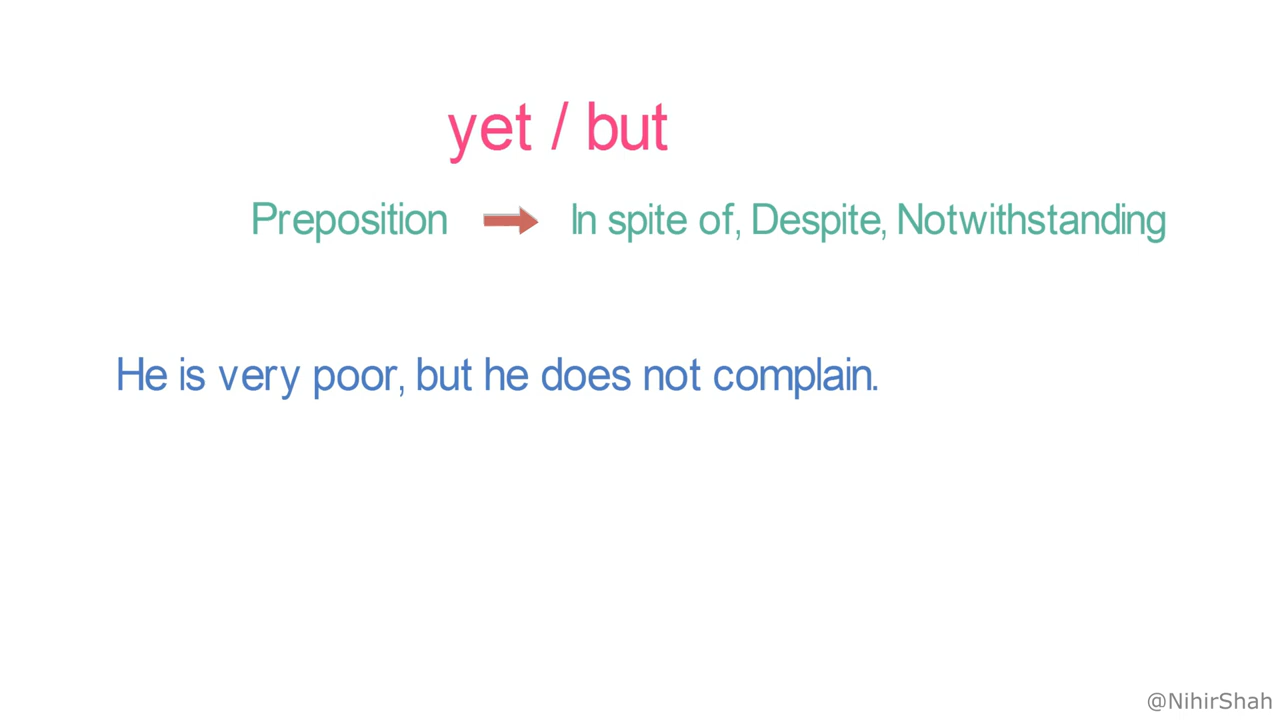 yet / but
Preposition In spite of, Despite, Notwithstanding
He is very poor, but he does not complain.
@NihirShah